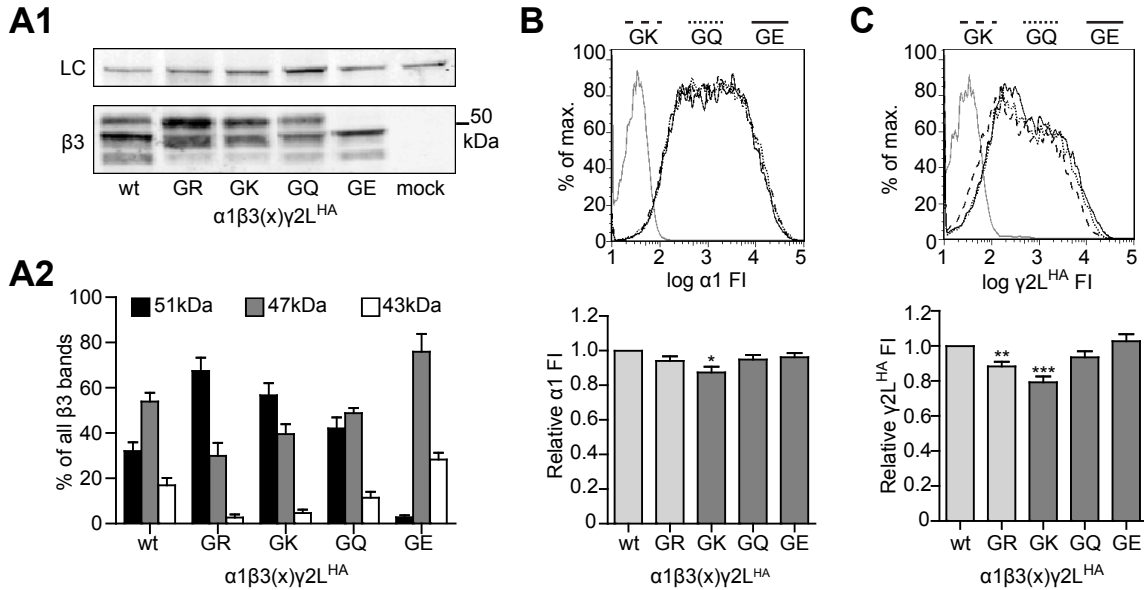 A1
LC
β3
50
kDa
wt GR GK GQ GE mock
α1β3(x)γ2L^HA
A2
100
80
60
40
20
0
% of all β3 bands
51kDa 47kDa 43kDa
wt GR GK GQ GE
α1β3(x)γ2L^HA
B
GK GQ GE
% of max.
100
80
60
40
20
0
1 2 3 4 5
log α1 FI
Relative α1 FI
1.2
1.0
0.8
0.6
0.4
0.2
0
*
wt GR GK GQ GE
α1β3(x)γ2L^HA
C
GK GQ GE
% of max.
100
80
60
40
20
0
1 2 3 4 5
log γ2L^HA FI
Relative γ2L^HA FI
1.2
1.0
0.8
0.6
0.4
0.2
0
** ***
wt GR GK GQ GE
α1β3(x)γ2L^HA